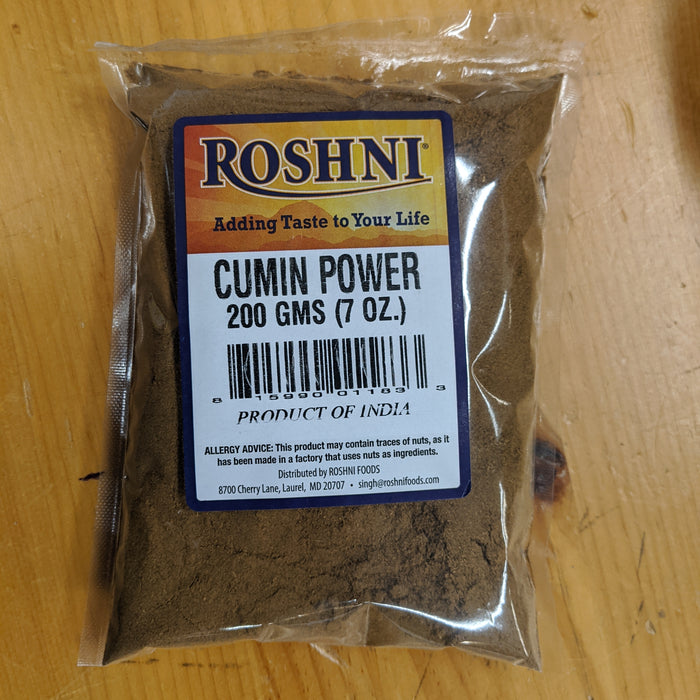 ROSHNI®
Adding Taste to Your Life
CUMIN POWER
200 GMS (7 OZ.)
8 15990 01183 3
PRODUCT OF INDIA
ALLERGY ADVICE: This product may contain traces of nuts, as it
has been made in a factory that uses nuts as ingredients.
Distributed by ROSHNI FOODS
8700 Cherry Lane, Laurel, MD 20707 • singh@roshnifoods.com